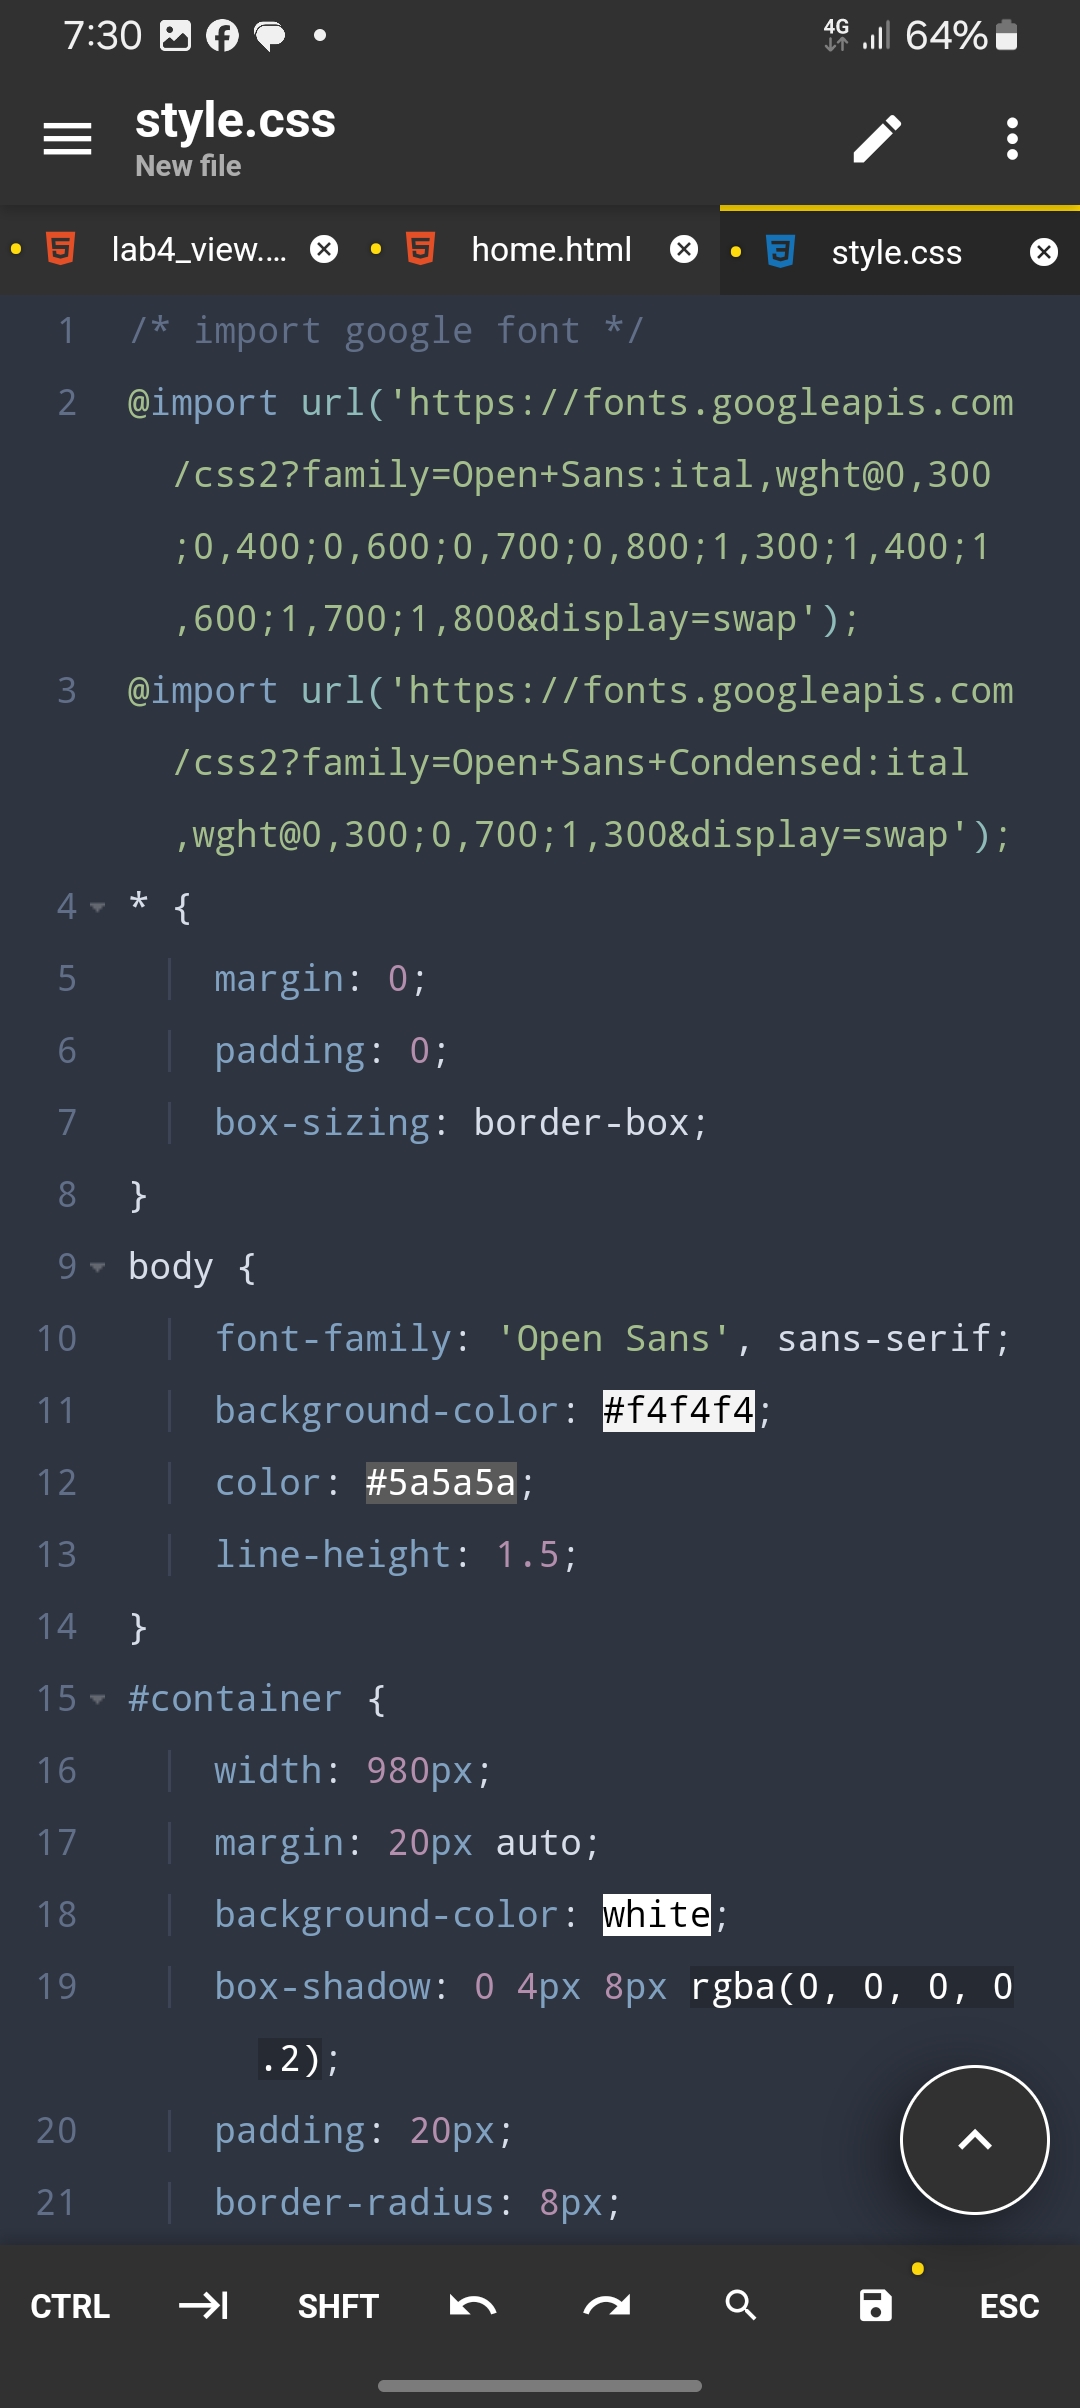 7:30
4G
64%
style.css
New file
lab4_view....
home.html
style.css
1 /* import google font */
2 @import url('https://fonts.googleapis.com
/css2?family=Open+Sans:ital,wght@0,300
;0,400;0,600;0,700;0,800;1,300;1,400;1
,600;1,700;1,800&display=swap');
3 @import url('https://fonts.googleapis.com
/css2?family=Open+Sans+Condensed:ital
,wght@0,300;0,700;1,300&display=swap');
4 * {
5 margin: 0;
6 padding: 0;
7 box-sizing: border-box;
8 }
9 body {
10 font-family: 'Open Sans', sans-serif;
11 background-color: #f4f4f4;
12 color: #5a5a5a;
13 line-height: 1.5;
14 }
15 #container {
16 width: 980px;
17 margin: 20px auto;
18 background-color: white;
19 box-shadow: 0 4px 8px rgba(0, 0, 0, 0
.2);
20 padding: 20px;
21 border-radius: 8px;
CTRL SHFT ESC